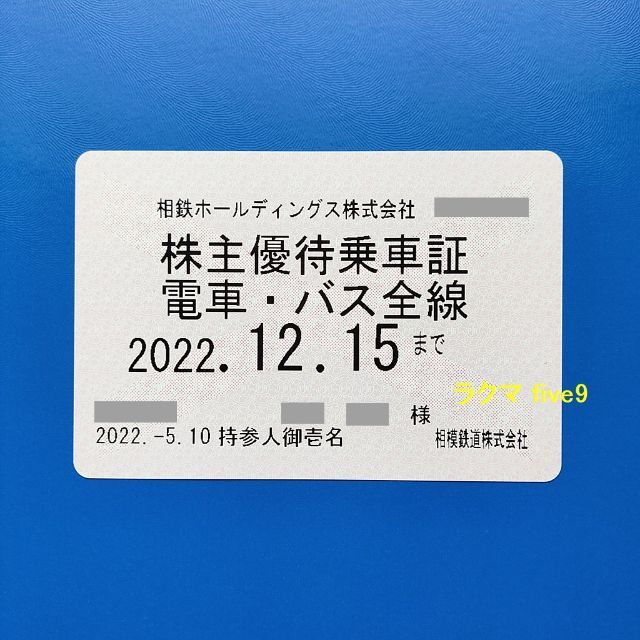 相鉄ホールディングス株式会社
株主優待乗車証
電車・バス全線
2022.12.15まで
様
ラクマ five9
2022.-5.10 持参人御壱名
相模鉄道株式会社